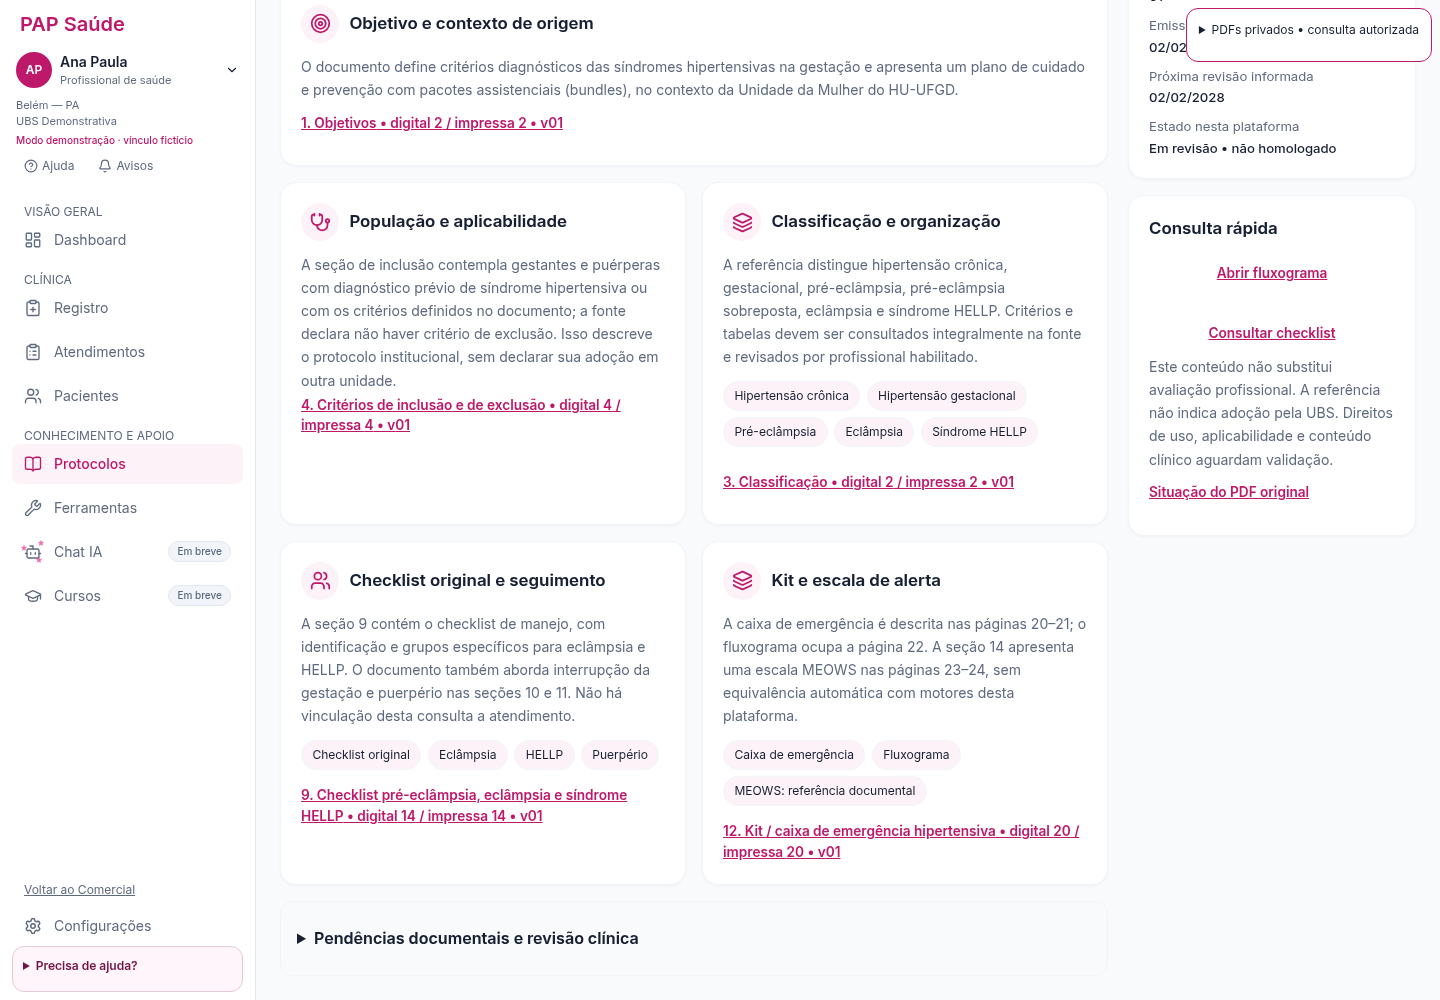 PAP Saúde
AP
Ana Paula
Profissional de saúde
Belém — PA
UBS Demonstrativa
Modo demonstração · vínculo fictício
Ajuda
Avisos
VISÃO GERAL
Dashboard
CLÍNICA
Registro
Atendimentos
Pacientes
CONHECIMENTO E APOIO
Protocolos
Ferramentas
Chat IA
Em breve
Cursos
Em breve
Voltar ao Comercial
Configurações
Precisa de ajuda?
Objetivo e contexto de origem
O documento define critérios diagnósticos das síndromes hipertensivas na gestação e apresenta um plano de cuidado
e prevenção com pacotes assistenciais (bundles), no contexto da Unidade da Mulher do HU-UFGD.
1. Objetivos • digital 2 / impressa 2 • v01
População e aplicabilidade
A seção de inclusão contempla gestantes e puérperas
com diagnóstico prévio de síndrome hipertensiva ou
com os critérios definidos no documento; a fonte
declara não haver critério de exclusão. Isso descreve
o protocolo institucional, sem declarar sua adoção em
outra unidade.
4. Critérios de inclusão e de exclusão • digital 4 /
impressa 4 • v01
Classificação e organização
A referência distingue hipertensão crônica,
gestacional, pré-eclâmpsia, pré-eclâmpsia
sobreposta, eclâmpsia e síndrome HELLP. Critérios e
tabelas devem ser consultados integralmente na fonte
e revisados por profissional habilitado.
Hipertensão crônica
Hipertensão gestacional
Pré-eclâmpsia
Eclâmpsia
Síndrome HELLP
3. Classificação • digital 2 / impressa 2 • v01
Checklist original e seguimento
A seção 9 contém o checklist de manejo, com
identificação e grupos específicos para eclâmpsia e
HELLP. O documento também aborda interrupção da
gestação e puerpério nas seções 10 e 11. Não há
vinculação desta consulta a atendimento.
Checklist original
Eclâmpsia
HELLP
Puerpério
9. Checklist pré-eclâmpsia, eclâmpsia e síndrome
HELLP • digital 14 / impressa 14 • v01
Kit e escala de alerta
A caixa de emergência é descrita nas páginas 20–21; o
fluxograma ocupa a página 22. A seção 14 apresenta
uma escala MEOWS nas páginas 23–24, sem
equivalência automática com motores desta
plataforma.
Caixa de emergência
Fluxograma
MEOWS: referência documental
12. Kit / caixa de emergência hipertensiva • digital 20 /
impressa 20 • v01
Pendências documentais e revisão clínica
Emiss
02/02
PDFs privados • consulta autorizada
Próxima revisão informada
02/02/2028
Estado nesta plataforma
Em revisão • não homologado
Consulta rápida
Abrir fluxograma
Consultar checklist
Este conteúdo não substitui
avaliação profissional. A referência
não indica adoção pela UBS. Direitos
de uso, aplicabilidade e conteúdo
clínico aguardam validação.
Situação do PDF original